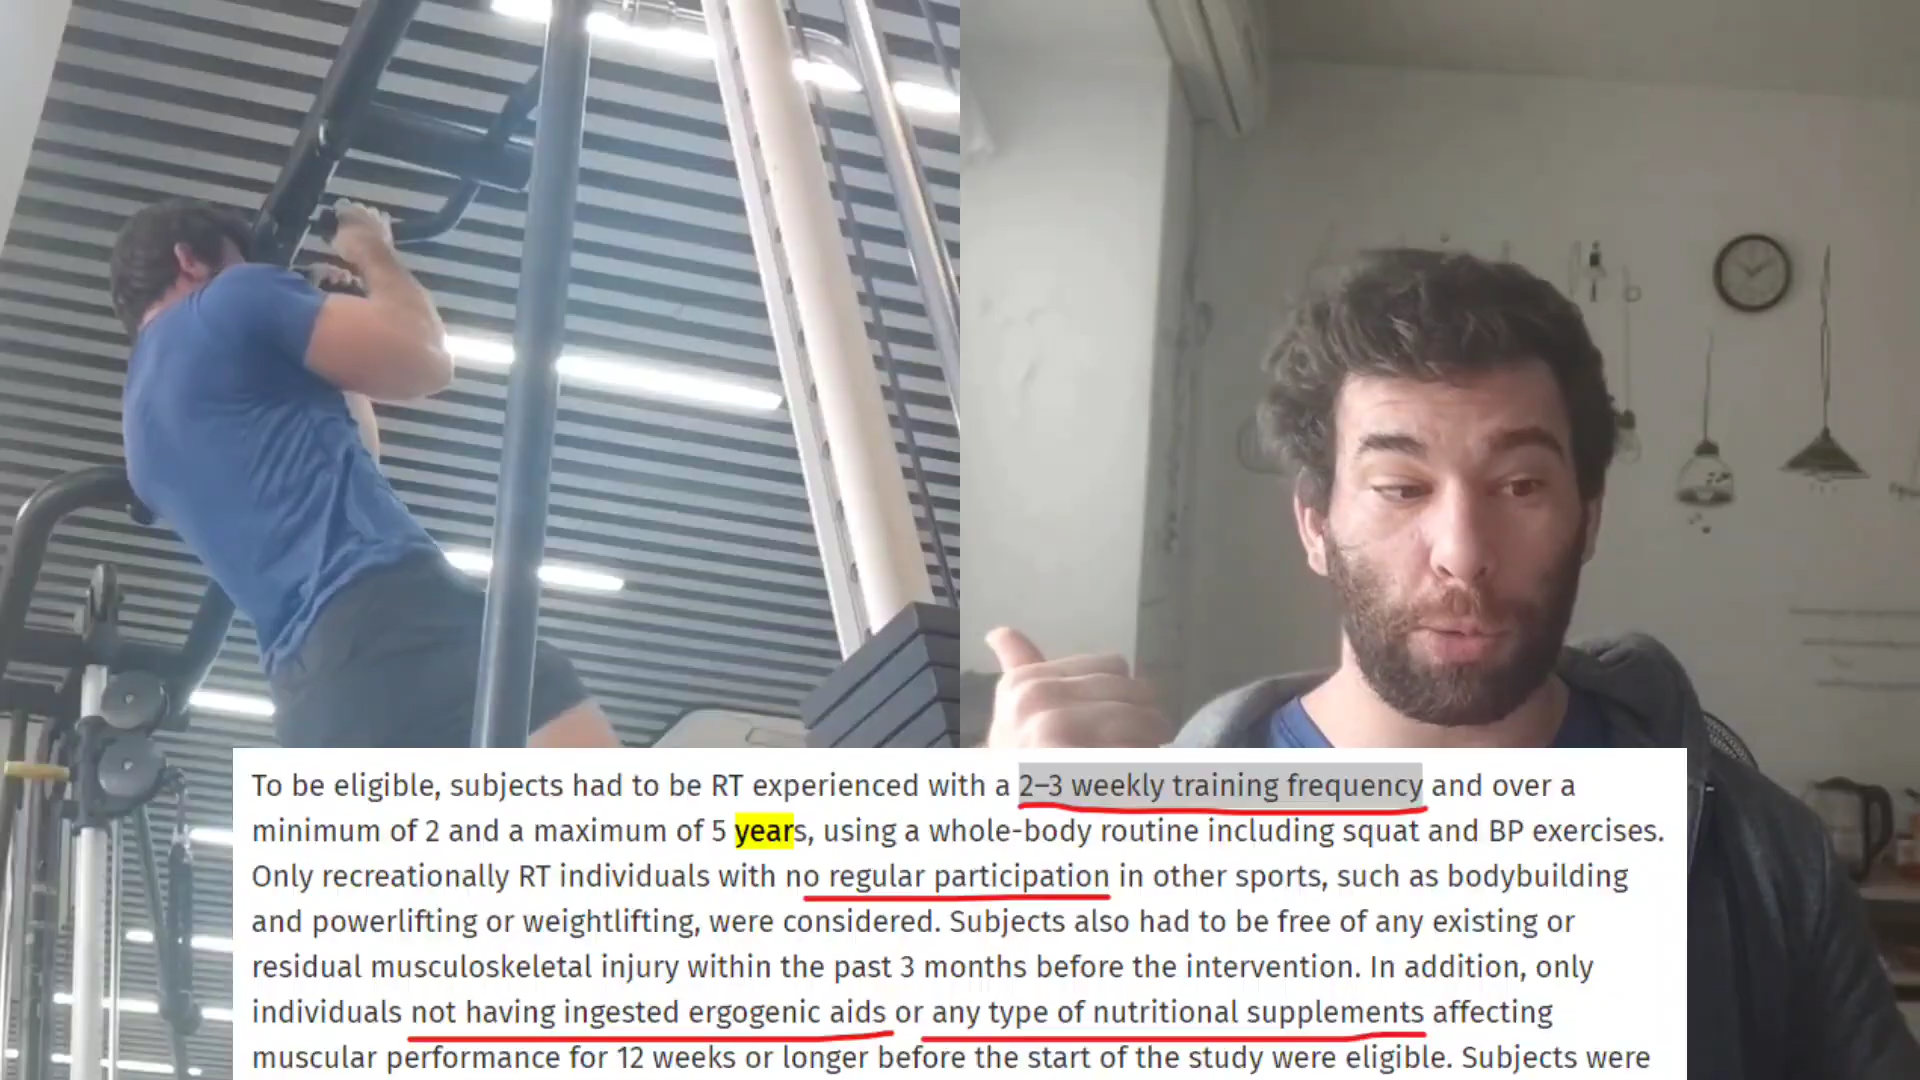 To be eligible, subjects had to be RT experienced with a 2–3 weekly training frequency and over a
minimum of 2 and a maximum of 5 years, using a whole-body routine including squat and BP exercises.
Only recreationally RT individuals with no regular participation in other sports, such as bodybuilding
and powerlifting or weightlifting, were considered. Subjects also had to be free of any existing or
residual musculoskeletal injury within the past 3 months before the intervention. In addition, only
individuals not having ingested ergogenic aids or any type of nutritional supplements affecting
muscular performance for 12 weeks or longer before the start of the study were eligible. Subjects were